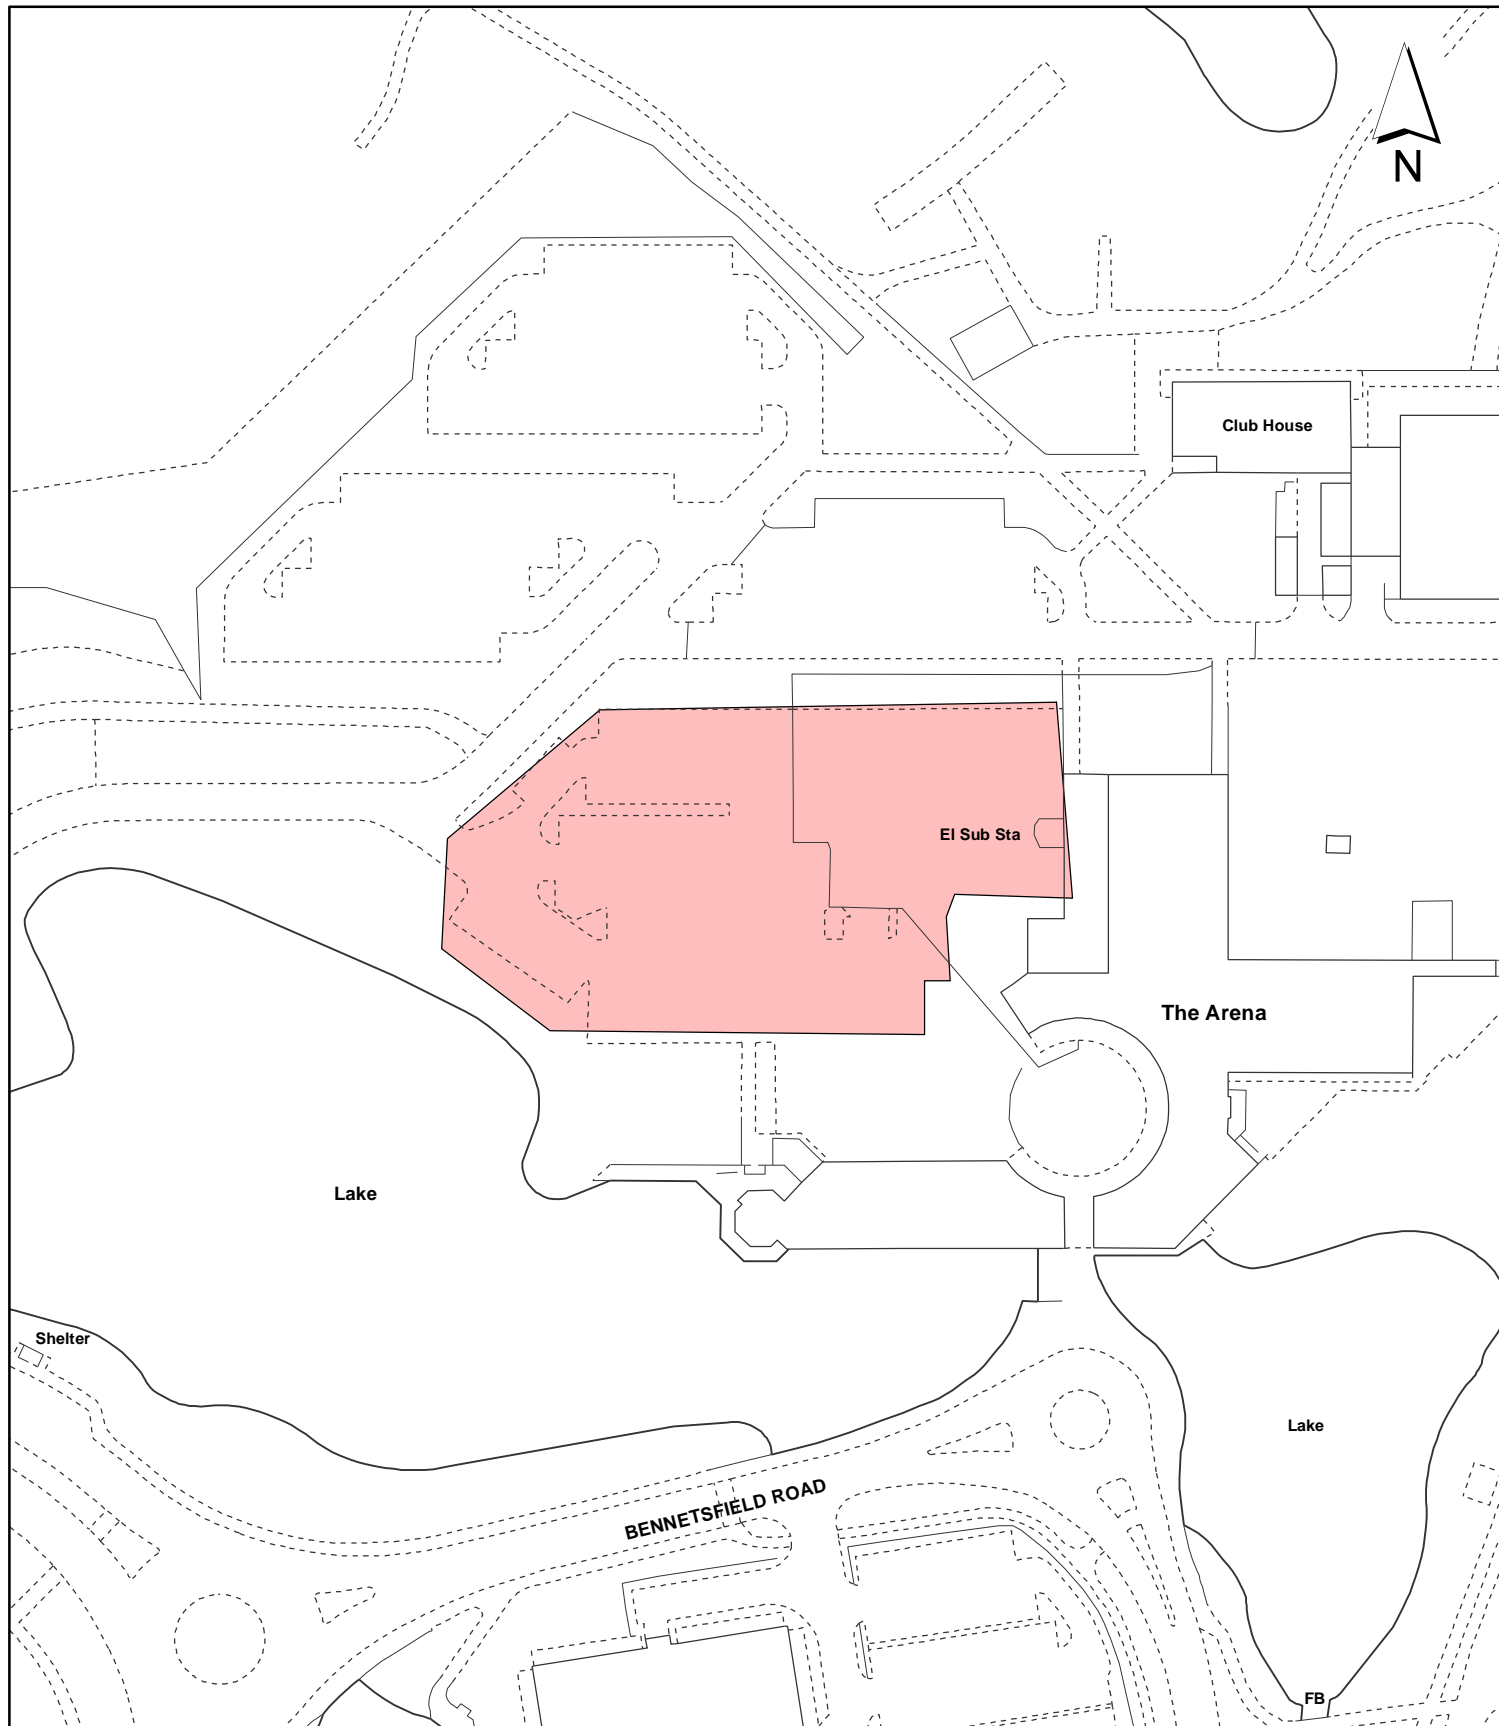 N
Club House
El Sub Sta
The Arena
Lake
Shelter
Lake
BENNETSFIELD ROAD
FB